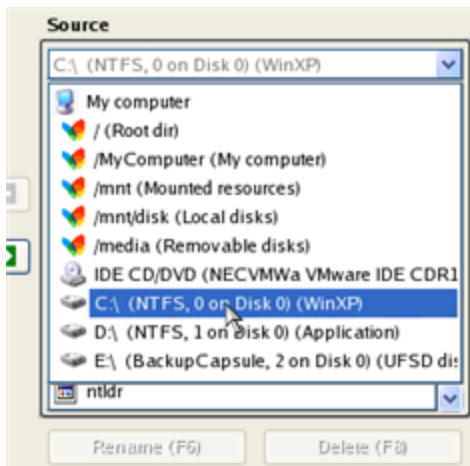 Source
C:\ (NTFS, 0 on Disk 0) (WinXP)
My computer
/ (Root dir)
/MyComputer (My computer)
/mnt (Mounted resources)
/mnt/disk (Local disks)
/media (Removable disks)
IDE CD/DVD (NECVMWa VMware IDE CDR1
C:\ (NTFS, 0 on Disk 0) (WinXP)
D:\ (NTFS, 1 on Disk 0) (Application)
E:\ (BackupCapsule, 2 on Disk 0) (UFSD dis
ntldr
Rename (F6)
Delete (F8)